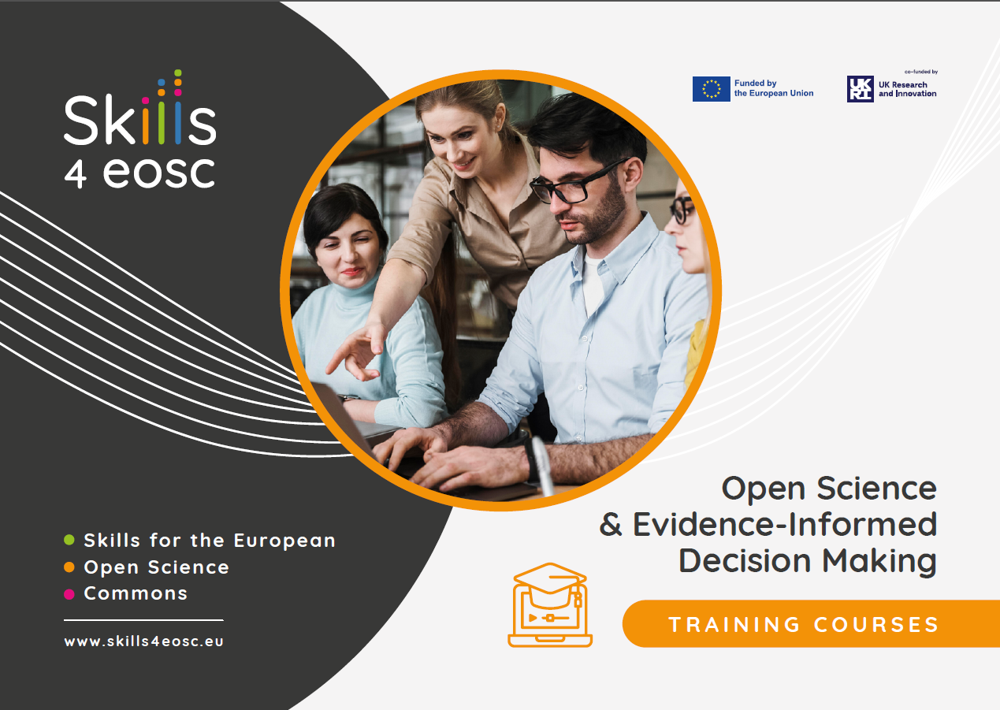 Skills
4 eosc
Funded by
the European Union
co-funded by
UKRI
UK Research
and Innovation
Open Science
& Evidence-Informed
Decision Making
TRAINING COURSES
Skills for the European
Open Science
Commons
www.skills4eosc.eu